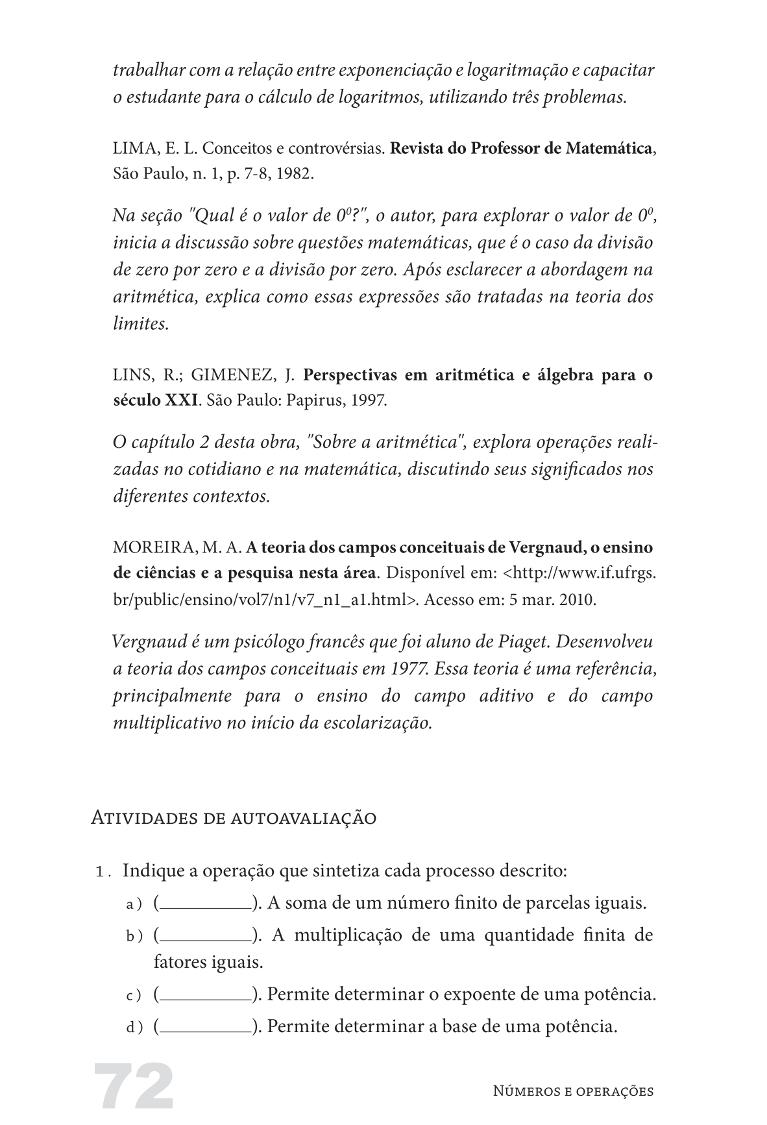 trabalhar com a relação entre exponenciação e logaritmação e capacitar
o estudante para o cálculo de logaritmos, utilizando três problemas.
LIMA, E. L. Conceitos e controvérsias. Revista do Professor de Matemática,
São Paulo, n. 1, p. 7-8, 1982.
Na seção "Qual é o valor de 0⁰?", o autor, para explorar o valor de 0⁰,
inicia a discussão sobre questões matemáticas, que é o caso da divisão
de zero por zero e a divisão por zero. Após esclarecer a abordagem na
aritmética, explica como essas expressões são tratadas na teoria dos
limites.
LINS, R.; GIMENEZ, J. Perspectivas em aritmética e álgebra para o
século XXI. São Paulo: Papirus, 1997.
O capítulo 2 desta obra, "Sobre a aritmética", explora operações reali-
zadas no cotidiano e na matemática, discutindo seus significados nos
diferentes contextos.
MOREIRA, M. A. A teoria dos campos conceituais de Vergnaud, o ensino
de ciências e a pesquisa nesta área. Disponível em: <http://www.if.ufrgs.
br/public/ensino/vol7/n1/v7_n1_a1.html>. Acesso em: 5 mar. 2010.
Vergnaud é um psicólogo francês que foi aluno de Piaget. Desenvolveu
a teoria dos campos conceituais em 1977. Essa teoria é uma referência,
principalmente para o ensino do campo aditivo e do campo
multiplicativo no início da escolarização.
Atividades de autoavaliação
1. Indique a operação que sintetiza cada processo descrito:
a) (__________). A soma de um número finito de parcelas iguais.
b) (__________). A multiplicação de uma quantidade finita de
fatores iguais.
c) (__________). Permite determinar o expoente de uma potência.
d) (__________). Permite determinar a base de uma potência.
72 Números e operações